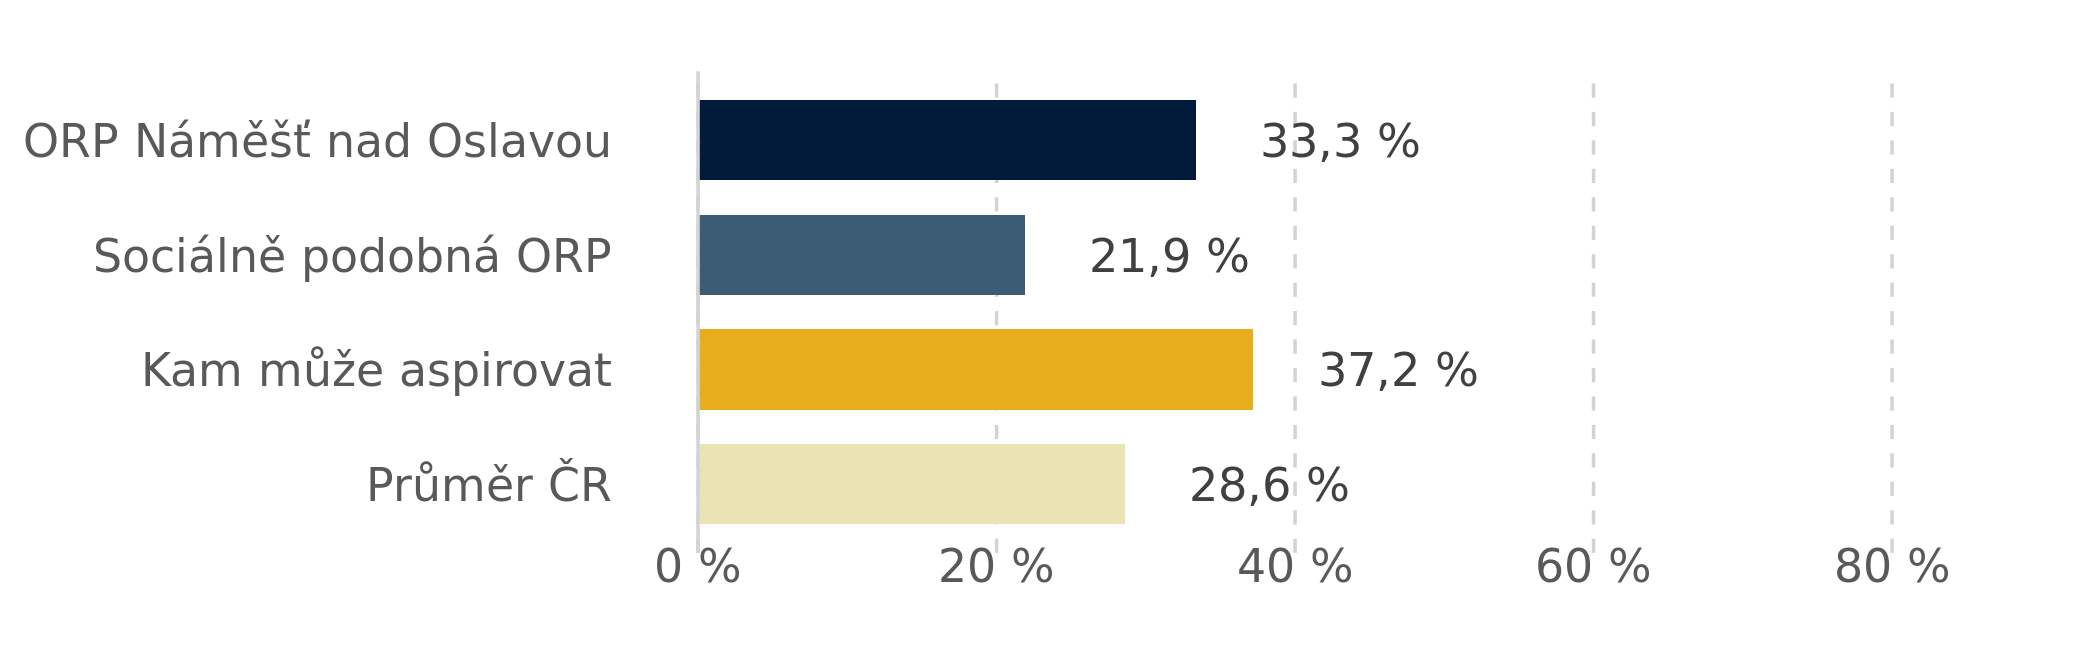 ORP Náměšť nad Oslavou
33,3 %
Sociálně podobná ORP
21,9 %
Kam může aspirovat
37,2 %
Průměr ČR
28,6 %
0 %
20 %
40 %
60 %
80 %